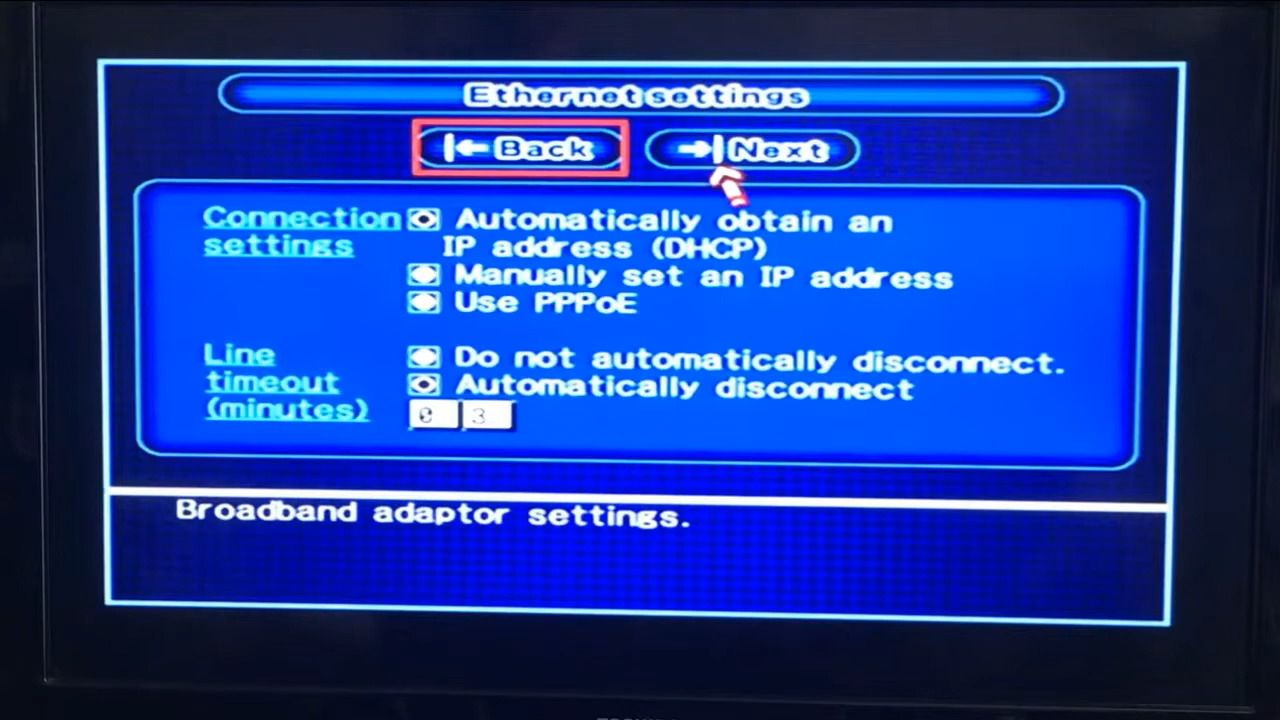 Ethernet settings
Back Next
Connection settings
Automatically obtain an
IP address (DHCP)
Manually set an IP address
Use PPPoE
Line
timeout
(minutes)
Do not automatically disconnect.
Automatically disconnect
0 3
Broadband adaptor settings.